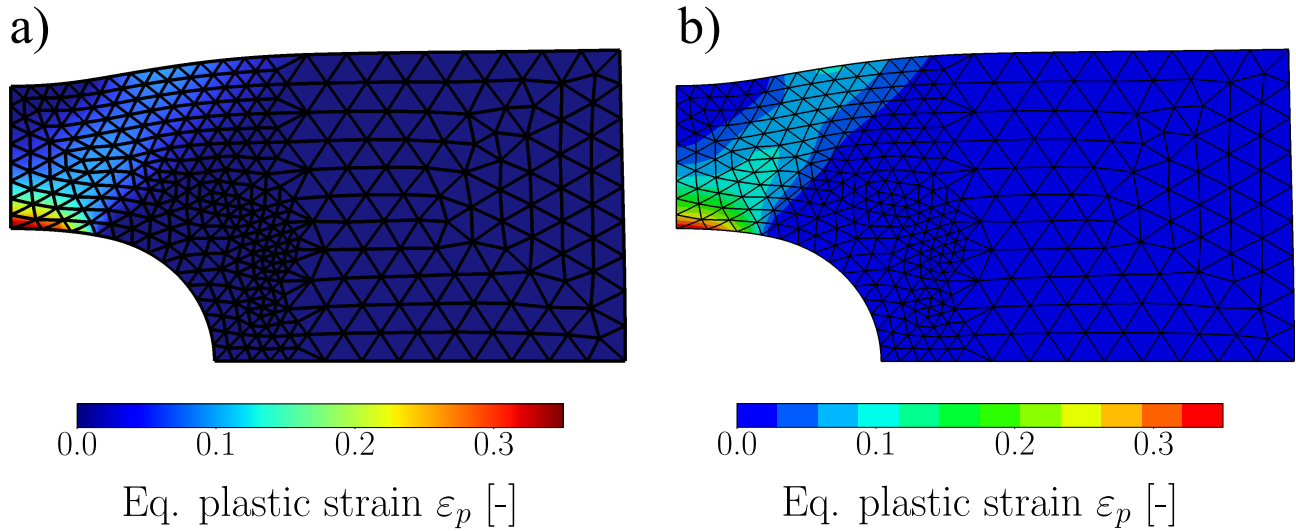 a) b)
0.0 0.1 0.2 0.3 0.0 0.1 0.2 0.3
Eq. plastic strain εₚ [-] Eq. plastic strain εₚ [-]